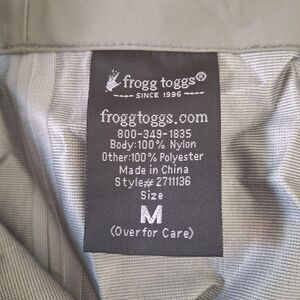 frogg toggs®
SINCE 1996
froggtoggs.com
800-349-1835
Body:100% Nylon
Other:100% Polyester
Made in China
Style# 2711136
Size
M
(Over for Care)